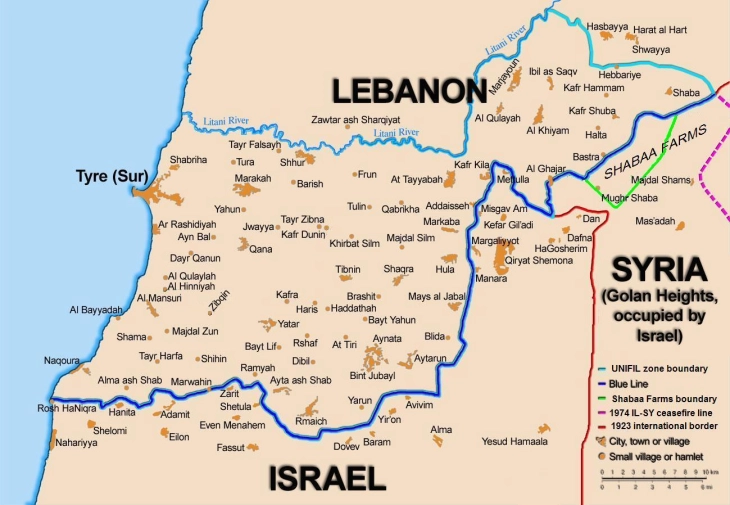 Litani River
Hasbayya
Harat al Hart
Shwayya
LEBANON
Marjayoun
Ibl as Saqv
Hebbariye
Kafr Hammam
Shaba
Litani River
Zawtar ash Sharqiyat
Litani River
Al Qulayah
Al Khiyam
Kafr Shuba
Halta
Tayr Falsayh
Shabriha
Tura
Shhur
Bastra
SHABAA FARMS
Tyre (Sur)
Marakah
Barish
Frun
At Tayyabah
Kafr Kila
Metulla
Al Ghajar
Majdal Shams
Mughr Shaba
Yahun
Tulin
Qabrikha
Addaisseh
Misgav Am
Dan
Mas'adah
Ar Rashidiyah
Jwayya
Tayr Zibna
Markaba
Kefar Gil'adi
Ayn Bal
Kafr Dunin
Khirbat Silm
Majdal Silm
Margaliyyot
Dafna
HaGosherim
Qana
Dayr Qanun
Qiryat Shemona
Al Qulaylah
Al Hinniyah
Tibnin
Shaqra
Hula
Manara
SYRIA
(Golan Heights,
occupied by
Israel)
Al Mansuri
Zibqin
Kafra
Brashit
Mays al Jabal
Al Bayyadah
Haris
Haddathah
Yatar
Bayt Yahun
Shama
Majdal Zun
Bayt Lif
Rshaf
At Tiri
Aynata
Blida
Naqoura
Tayr Harfa
Shihin
Dibil
Aytarun
Ramyah
Bint Jubayl
Alma ash Shab
Marwahin
Ayta ash Shab
Rosh HaNiqra
Hanita
Zarit
Shetula
Yarun
Avivim
Adamit
Rmaich
Yir'on
Shelomi
Even Menahem
Nahariyya
Eilon
Fassut
Dovev
Baram
Alma
Yesud Hamaala
ISRAEL
UNIFIL zone boundary
Blue Line
Shabaa Farms boundary
1974 IL-SY ceasefire line
1923 international border
City, town or village
Small village or hamlet
0 1 2 3 4 5 6 7 8 9 10 km
0 1 2 3 4 5 6 mi